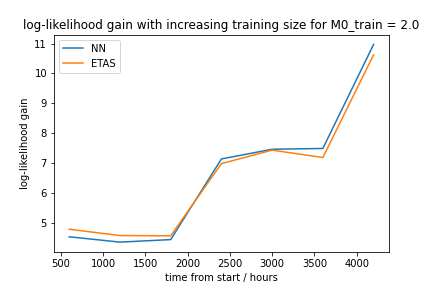 log-likelihood gain with increasing training size for M0_train = 2.0
NN
ETAS
log-likelihood gain
11
10
9
8
7
6
5
500 1000 1500 2000 2500 3000 3500 4000
time from start / hours